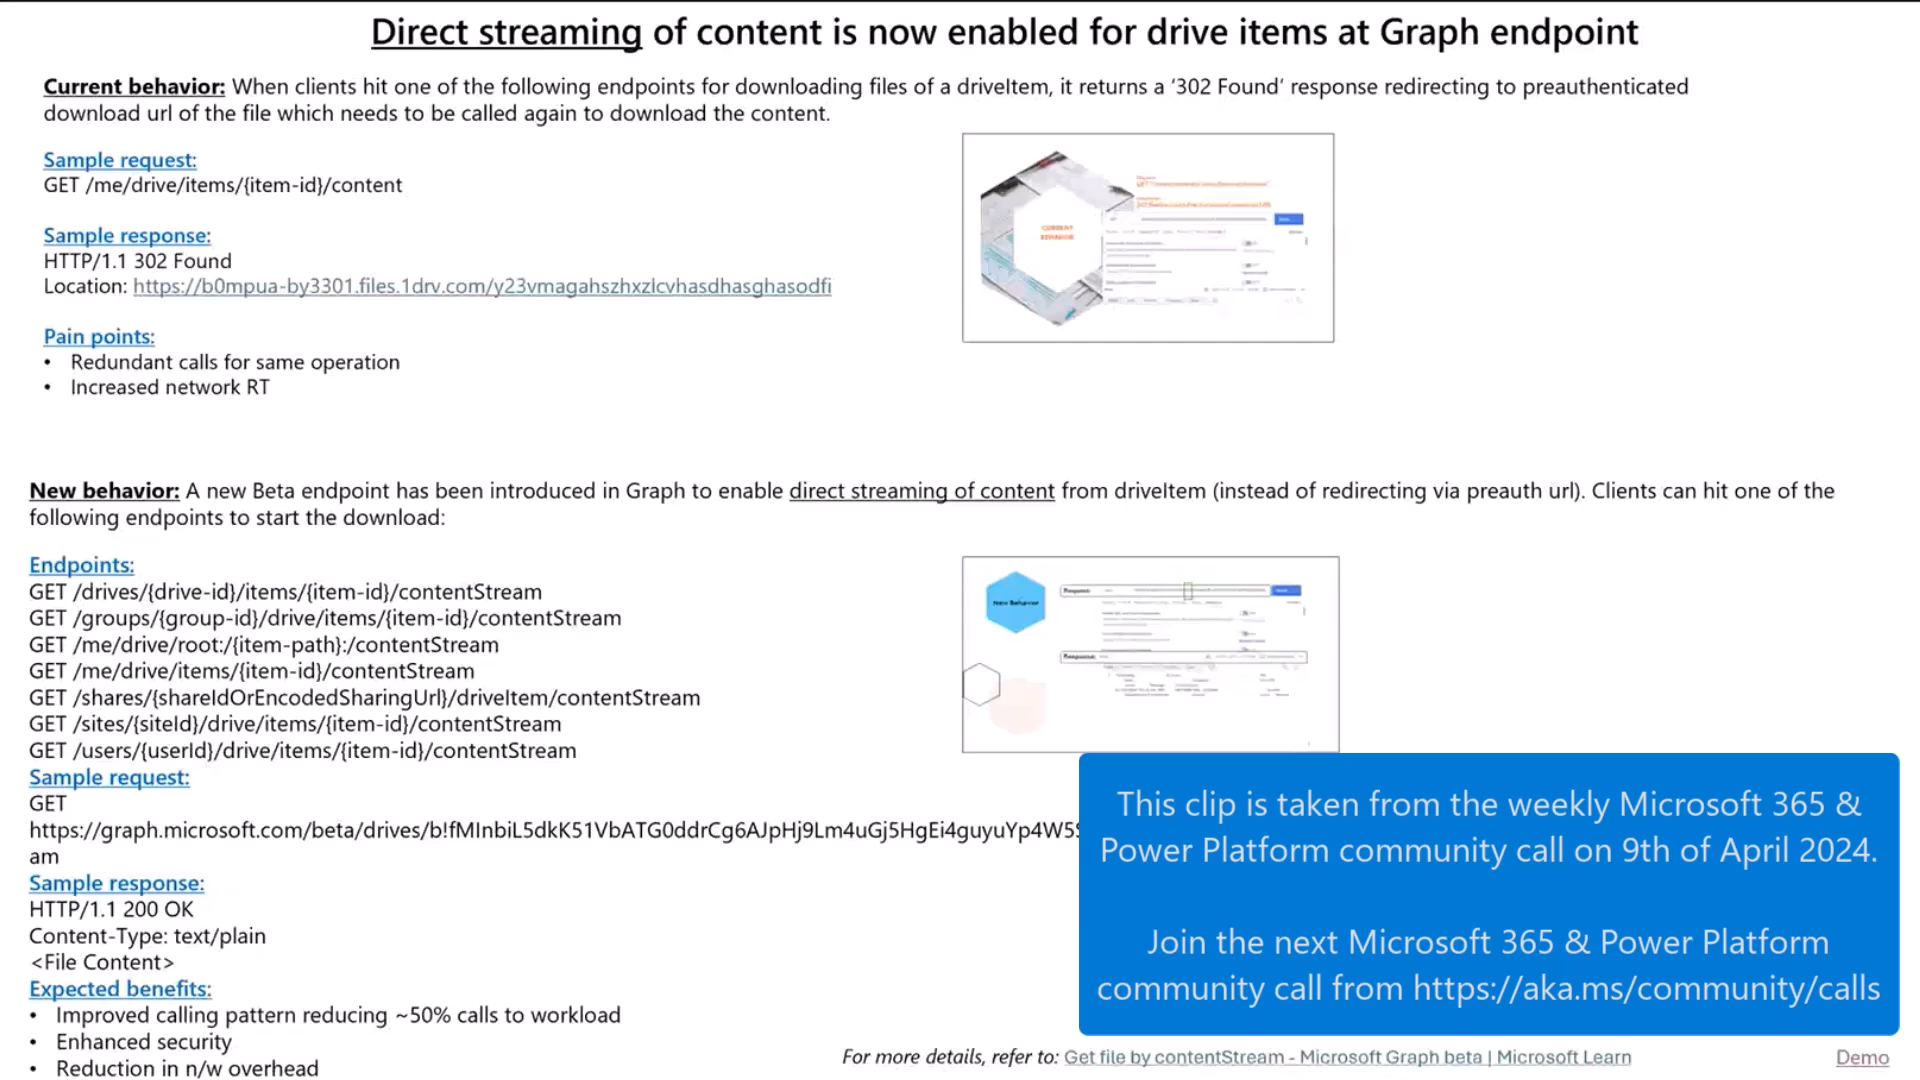 Direct streaming of content is now enabled for drive items at Graph endpoint
Current behavior: When clients hit one of the following endpoints for downloading files of a driveItem, it returns a ‘302 Found’ response redirecting to preauthenticated
download url of the file which needs to be called again to download the content.
Sample request:
GET /me/drive/items/{item-id}/content
Sample response:
HTTP/1.1 302 Found
Location: https://b0mpua-by3301.files.1drv.com/y23vmagahszhxzlcvhasdhasghasodfi
Pain points:
• Redundant calls for same operation
• Increased network RT
CURRENT
BEHAVIOR
New behavior: A new Beta endpoint has been introduced in Graph to enable direct streaming of content from driveItem (instead of redirecting via preauth url). Clients can hit one of the
following endpoints to start the download:
Endpoints:
GET /drives/{drive-id}/items/{item-id}/contentStream
GET /groups/{group-id}/drive/items/{item-id}/contentStream
GET /me/drive/root:/{item-path}:/contentStream
GET /me/drive/items/{item-id}/contentStream
GET /shares/{shareIdOrEncodedSharingUrl}/driveItem/contentStream
GET /sites/{siteId}/drive/items/{item-id}/contentStream
GET /users/{userId}/drive/items/{item-id}/contentStream
New Behavior
Request:
Response:
Sample request:
GET
https://graph.microsoft.com/beta/drives/b!fMInbiL5dkK51VbATG0ddrCg6AJpHj9Lm4uGj5HgEi4guyuYp4W5S
am
Sample response:
HTTP/1.1 200 OK
Content-Type: text/plain
<File Content>
Expected benefits:
• Improved calling pattern reducing ~50% calls to workload
• Enhanced security
• Reduction in n/w overhead
This clip is taken from the weekly Microsoft 365 &
Power Platform community call on 9th of April 2024.
Join the next Microsoft 365 & Power Platform
community call from https://aka.ms/community/calls
For more details, refer to: Get file by contentStream - Microsoft Graph beta | Microsoft Learn
Demo